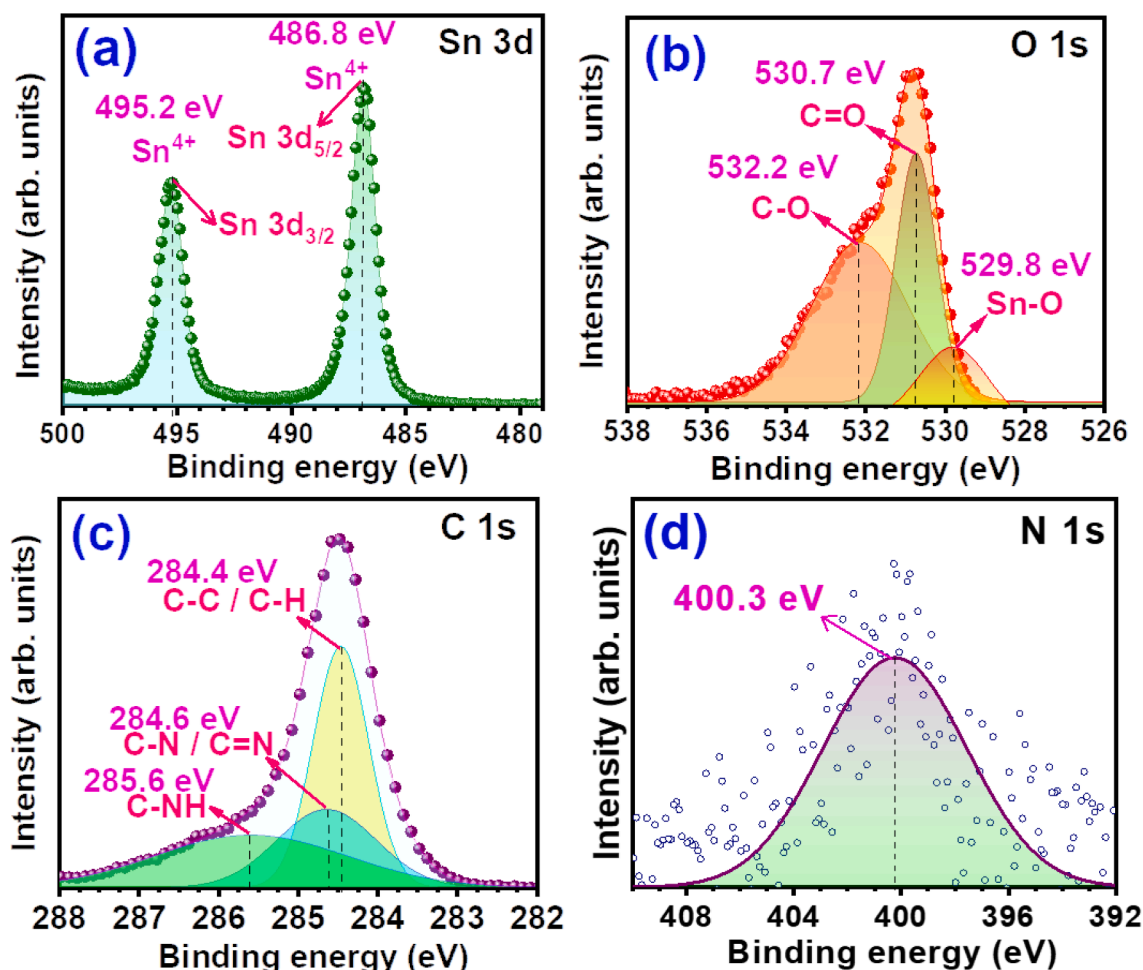 (a)
Sn 3d
486.8 eV
Sn⁴⁺
495.2 eV
Sn⁴⁺
Sn 3d₅/₂
Sn 3d₃/₂
Intensity (arb. units)
500 495 490 485 480
Binding energy (eV)
(b)
O 1s
530.7 eV
C=O
532.2 eV
C-O
529.8 eV
Sn-O
Intensity (arb. units)
538 536 534 532 530 528 526
Binding energy (eV)
(c)
C 1s
284.4 eV
C-C / C-H
284.6 eV
C-N / C=N
285.6 eV
C-NH
Intensity (arb. units)
288 287 286 285 284 283 282
Binding energy (eV)
(d)
N 1s
400.3 eV
Intensity (arb. units)
408 404 400 396 392
Binding energy (eV)